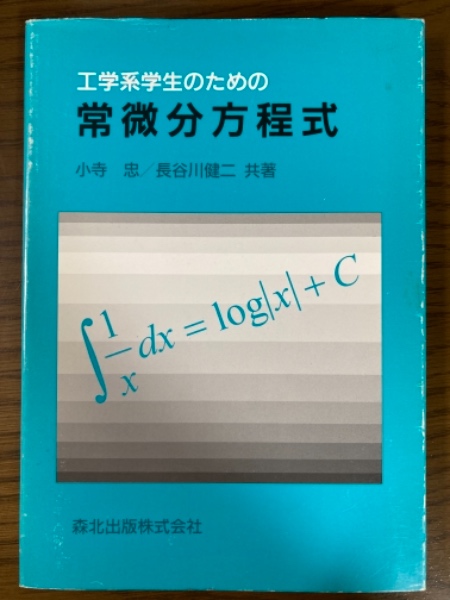 工学系学生のための
常微分方程式
小寺 忠／長谷川健二 共著
∫1/x dx = log|x| + C
森北出版株式会社